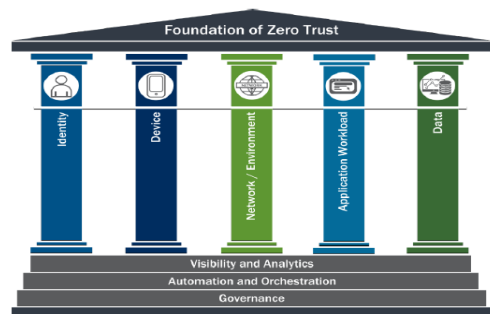 Foundation of Zero Trust
Identity
Device
Network / Environment
Application Workload
Data
Visibility and Analytics
Automation and Orchestration
Governance